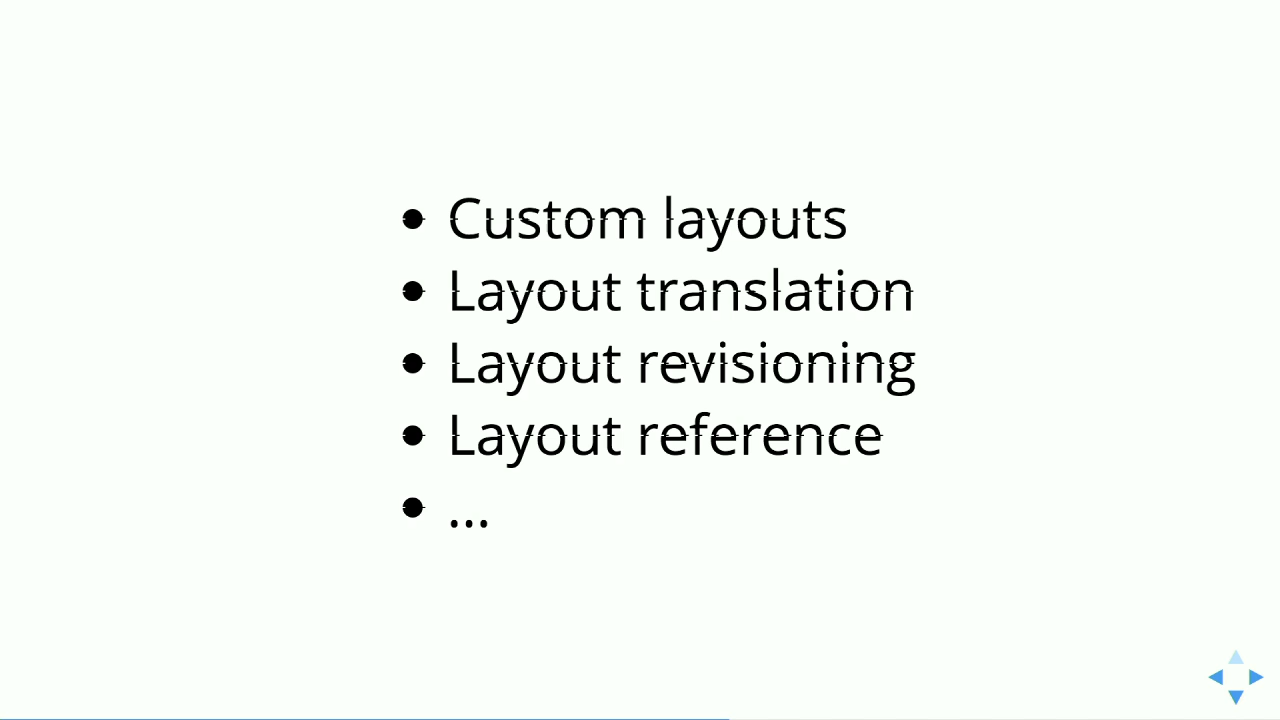 • Custom layouts
• Layout translation
• Layout revisioning
• Layout reference
• ...